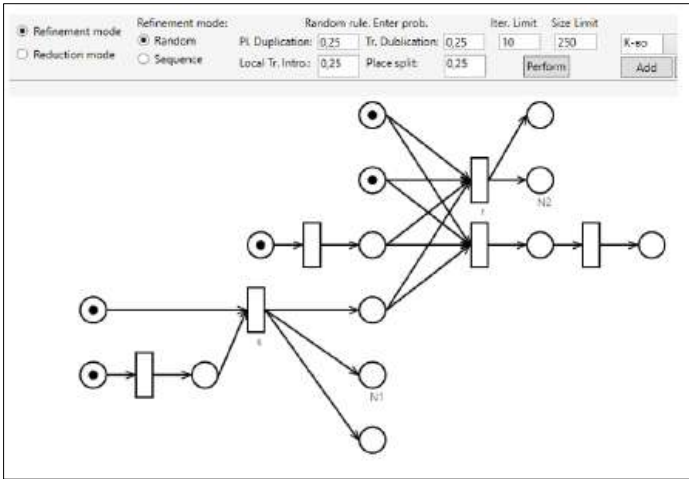 Refinement mode
Reduction mode
Refinement mode:
Random
Sequence
Random rule. Enter prob.
Pl. Duplication: 0,25 Tr. Dublication: 0,25
Local Tr. Intro.: 0,25 Place split: 0,25
Iter. Limit Size Limit
10 250
Perform
К-во
Add
r
N2
s
N1